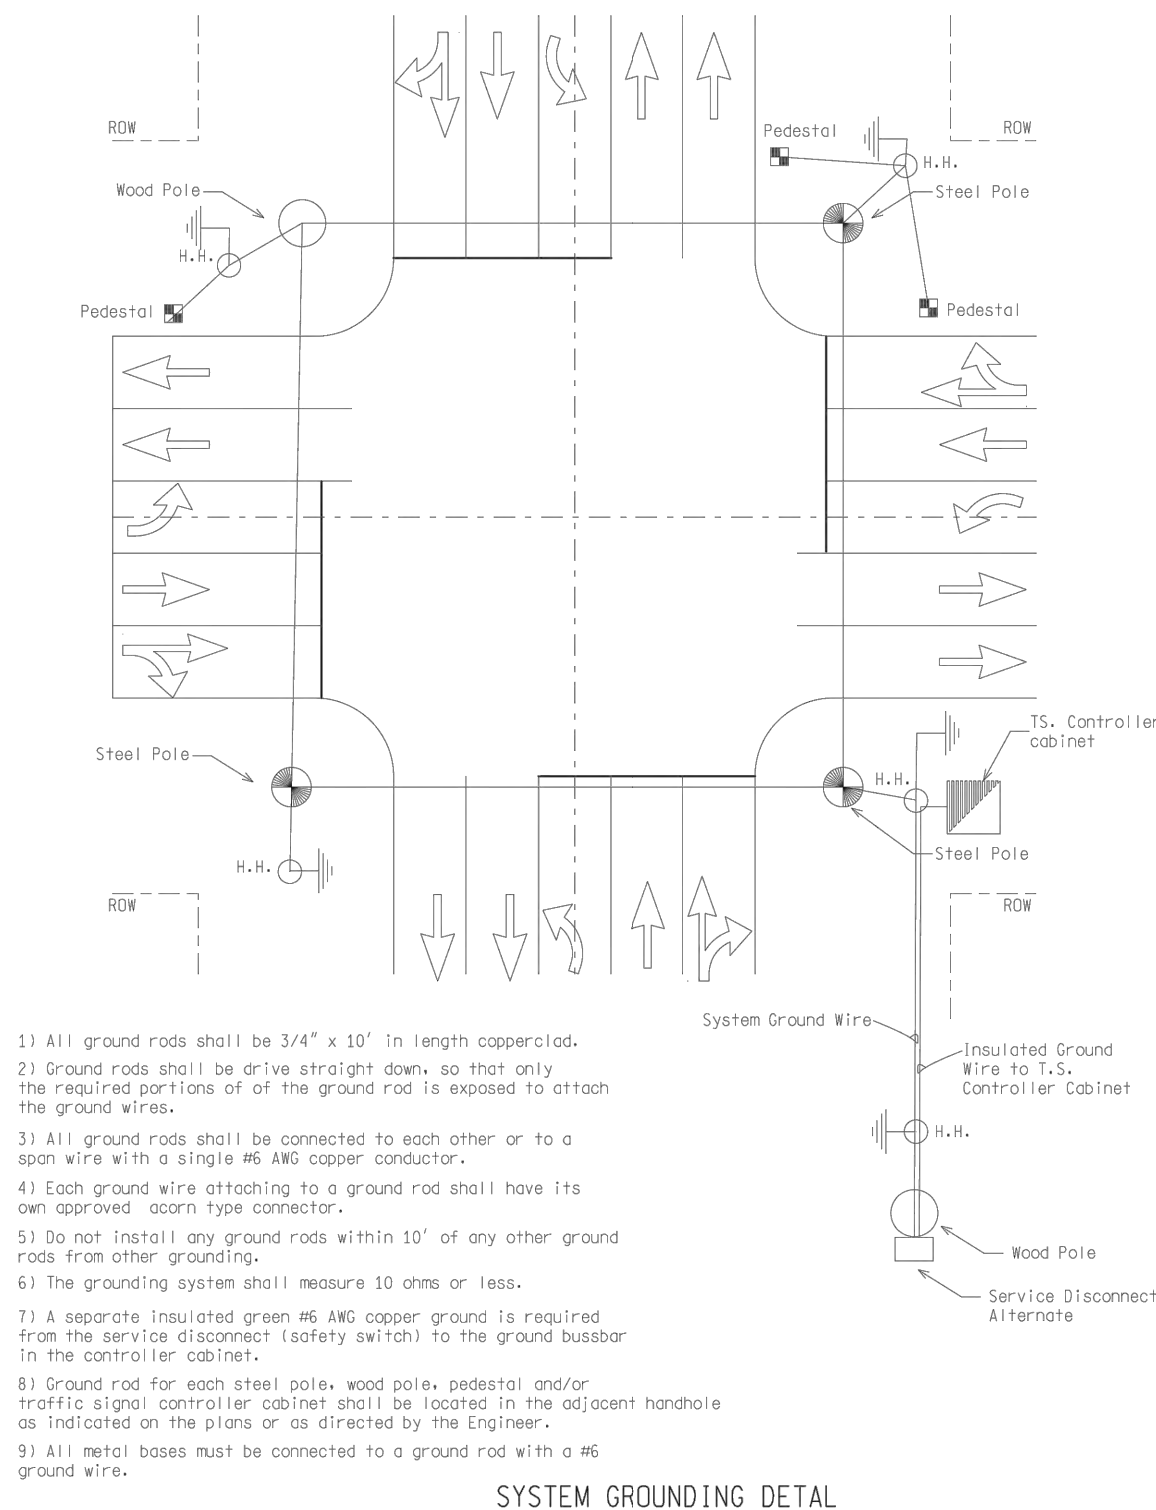 ROW
Pedestal
ROW
H.H.
Wood Pole
Steel Pole
H.H.
Pedestal
Pedestal
TS. Controller
cabinet
Steel Pole
H.H.
Steel Pole
H.H.
ROW
ROW
System Ground Wire
Insulated Ground
Wire to T.S.
Controller Cabinet
H.H.
Wood Pole
Service Disconnect
Alternate
1) All ground rods shall be 3/4" x 10' in length copperclad.
2) Ground rods shall be drive straight down, so that only
the required portions of of the ground rod is exposed to attach
the ground wires.
3) All ground rods shall be connected to each other or to a
span wire with a single #6 AWG copper conductor.
4) Each ground wire attaching to a ground rod shall have its
own approved acorn type connector.
5) Do not install any ground rods within 10' of any other ground
rods from other grounding.
6) The grounding system shall measure 10 ohms or less.
7) A separate insulated green #6 AWG copper ground is required
from the service disconnect (safety switch) to the ground bussbar
in the controller cabinet.
8) Ground rod for each steel pole, wood pole, pedestal and/or
traffic signal controller cabinet shall be located in the adjacent handhole
as indicated on the plans or as directed by the Engineer.
9) All metal bases must be connected to a ground rod with a #6
ground wire.
SYSTEM GROUNDING DETAL